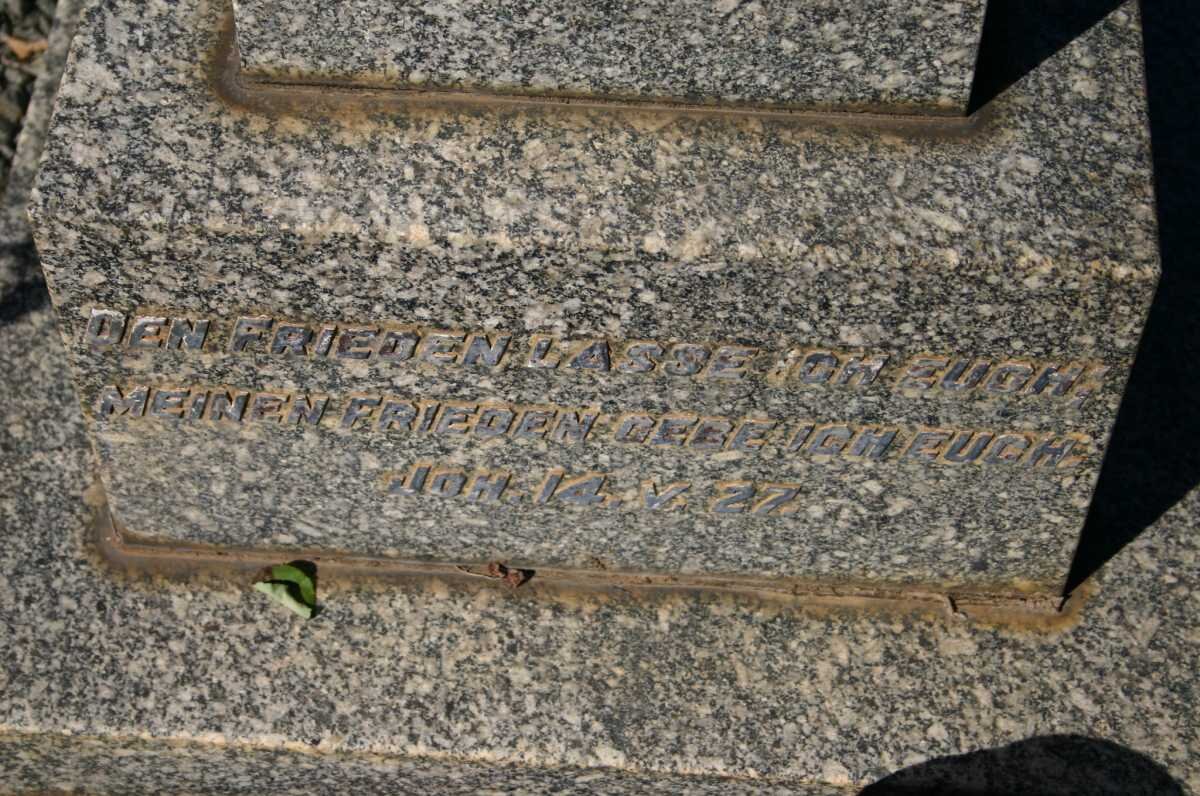 DEN FRIEDEN LASSE ICH EUCH,
MEINEN FRIEDEN GEBE ICH EUCH.
JOH. 14. V. 27.